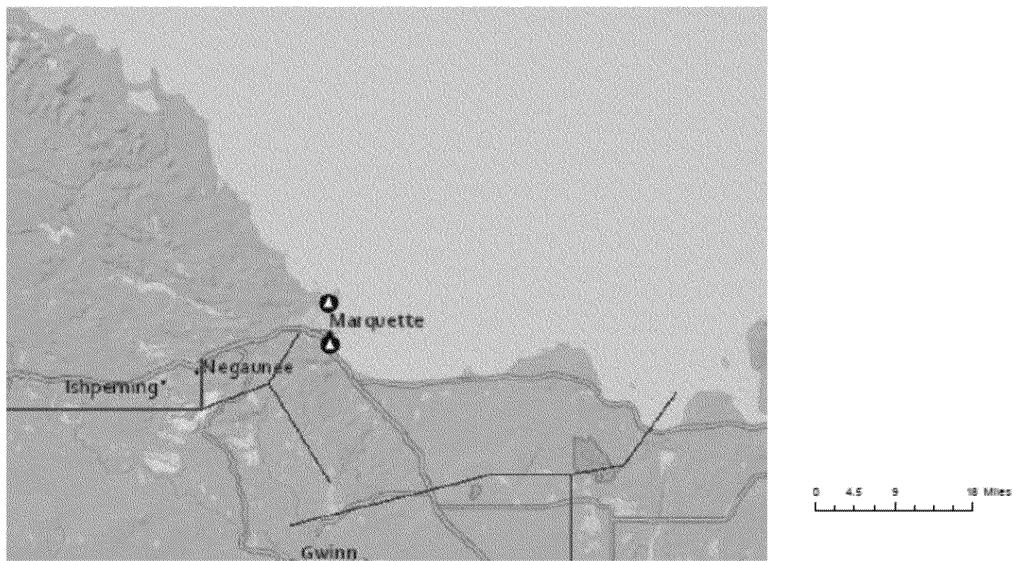 Marquette
Negaunee
Ishpeming
Gwinn
0 4.5 9 18 Miles